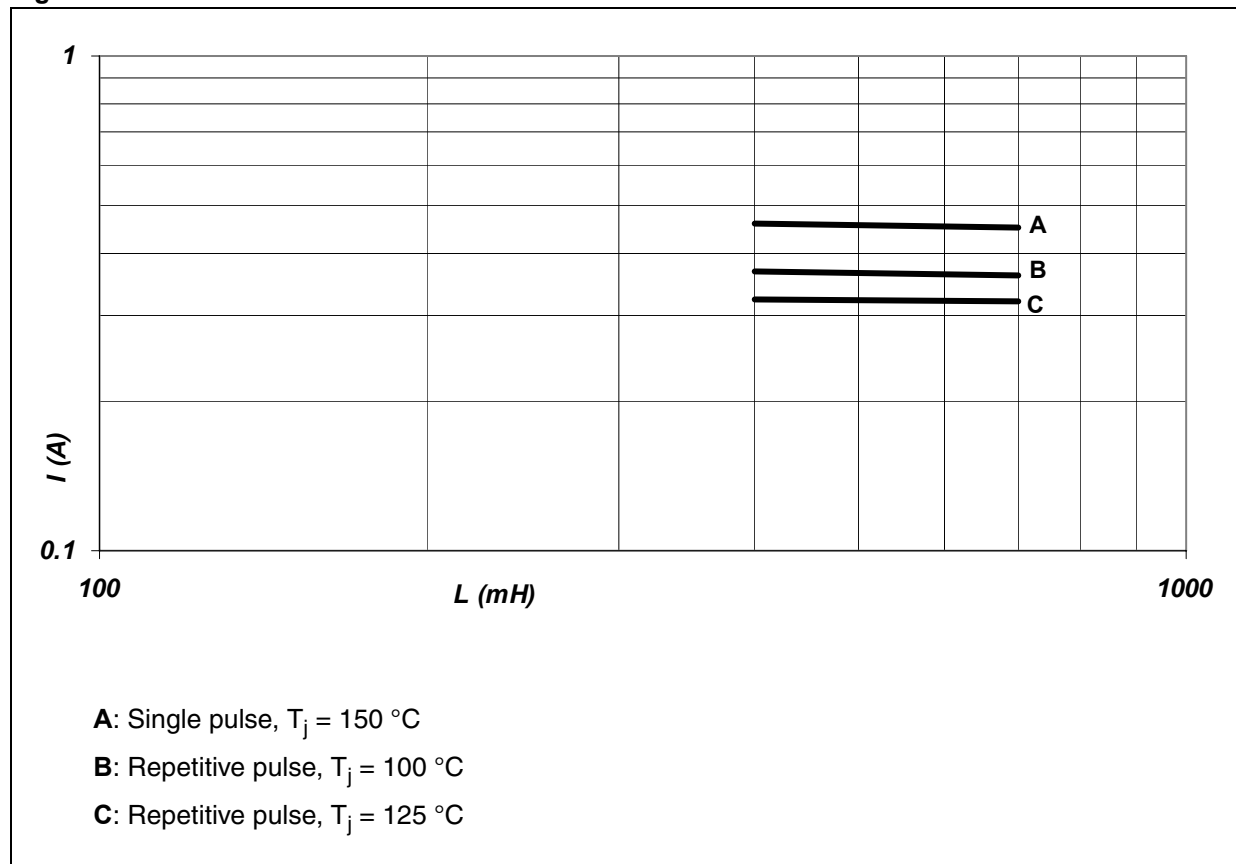 1
A
B
C
I (A)
0.1
100
L (mH)
1000
A: Single pulse, Tj = 150 °C
B: Repetitive pulse, Tj = 100 °C
C: Repetitive pulse, Tj = 125 °C